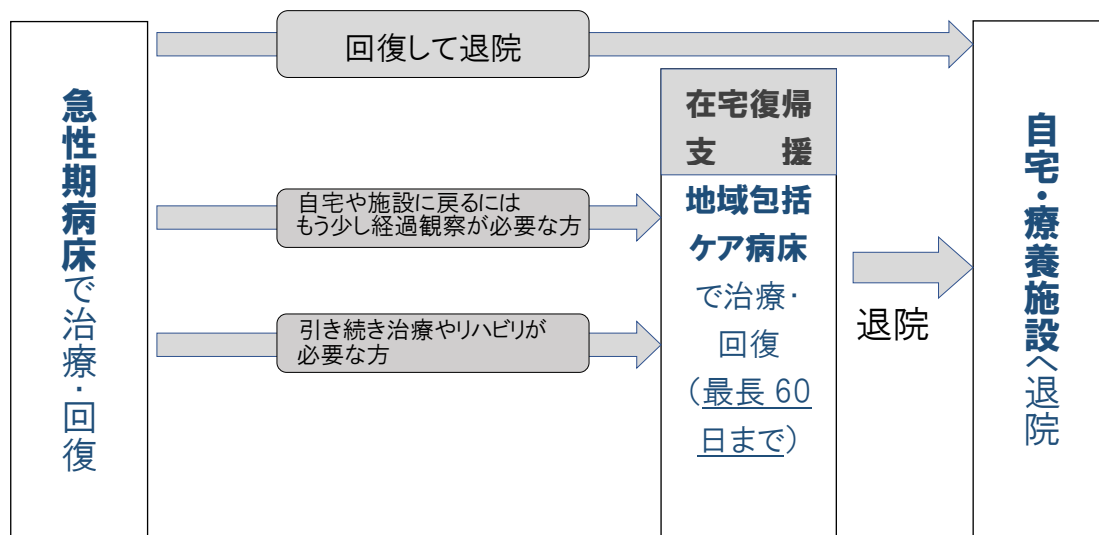 急性期病床で治療・回復
回復して退院
自宅や施設に戻るには
もう少し経過観察が必要な方
引き続き治療やリハビリが
必要な方
在宅復帰
支　援
地域包括
ケア病床
で治療・
回復
（最長 60
日まで）
退院
自宅・療養施設へ退院